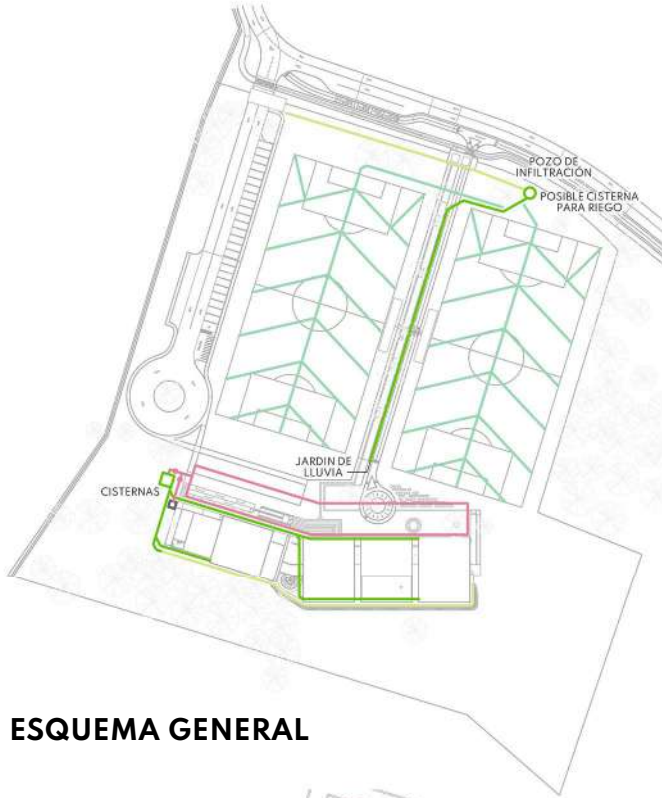 POZO DE
INFILTRACIÓN
POSIBLE CISTERNA
PARA RIEGO
JARDIN DE
LLUVIA
CISTERNAS
ESQUEMA GENERAL